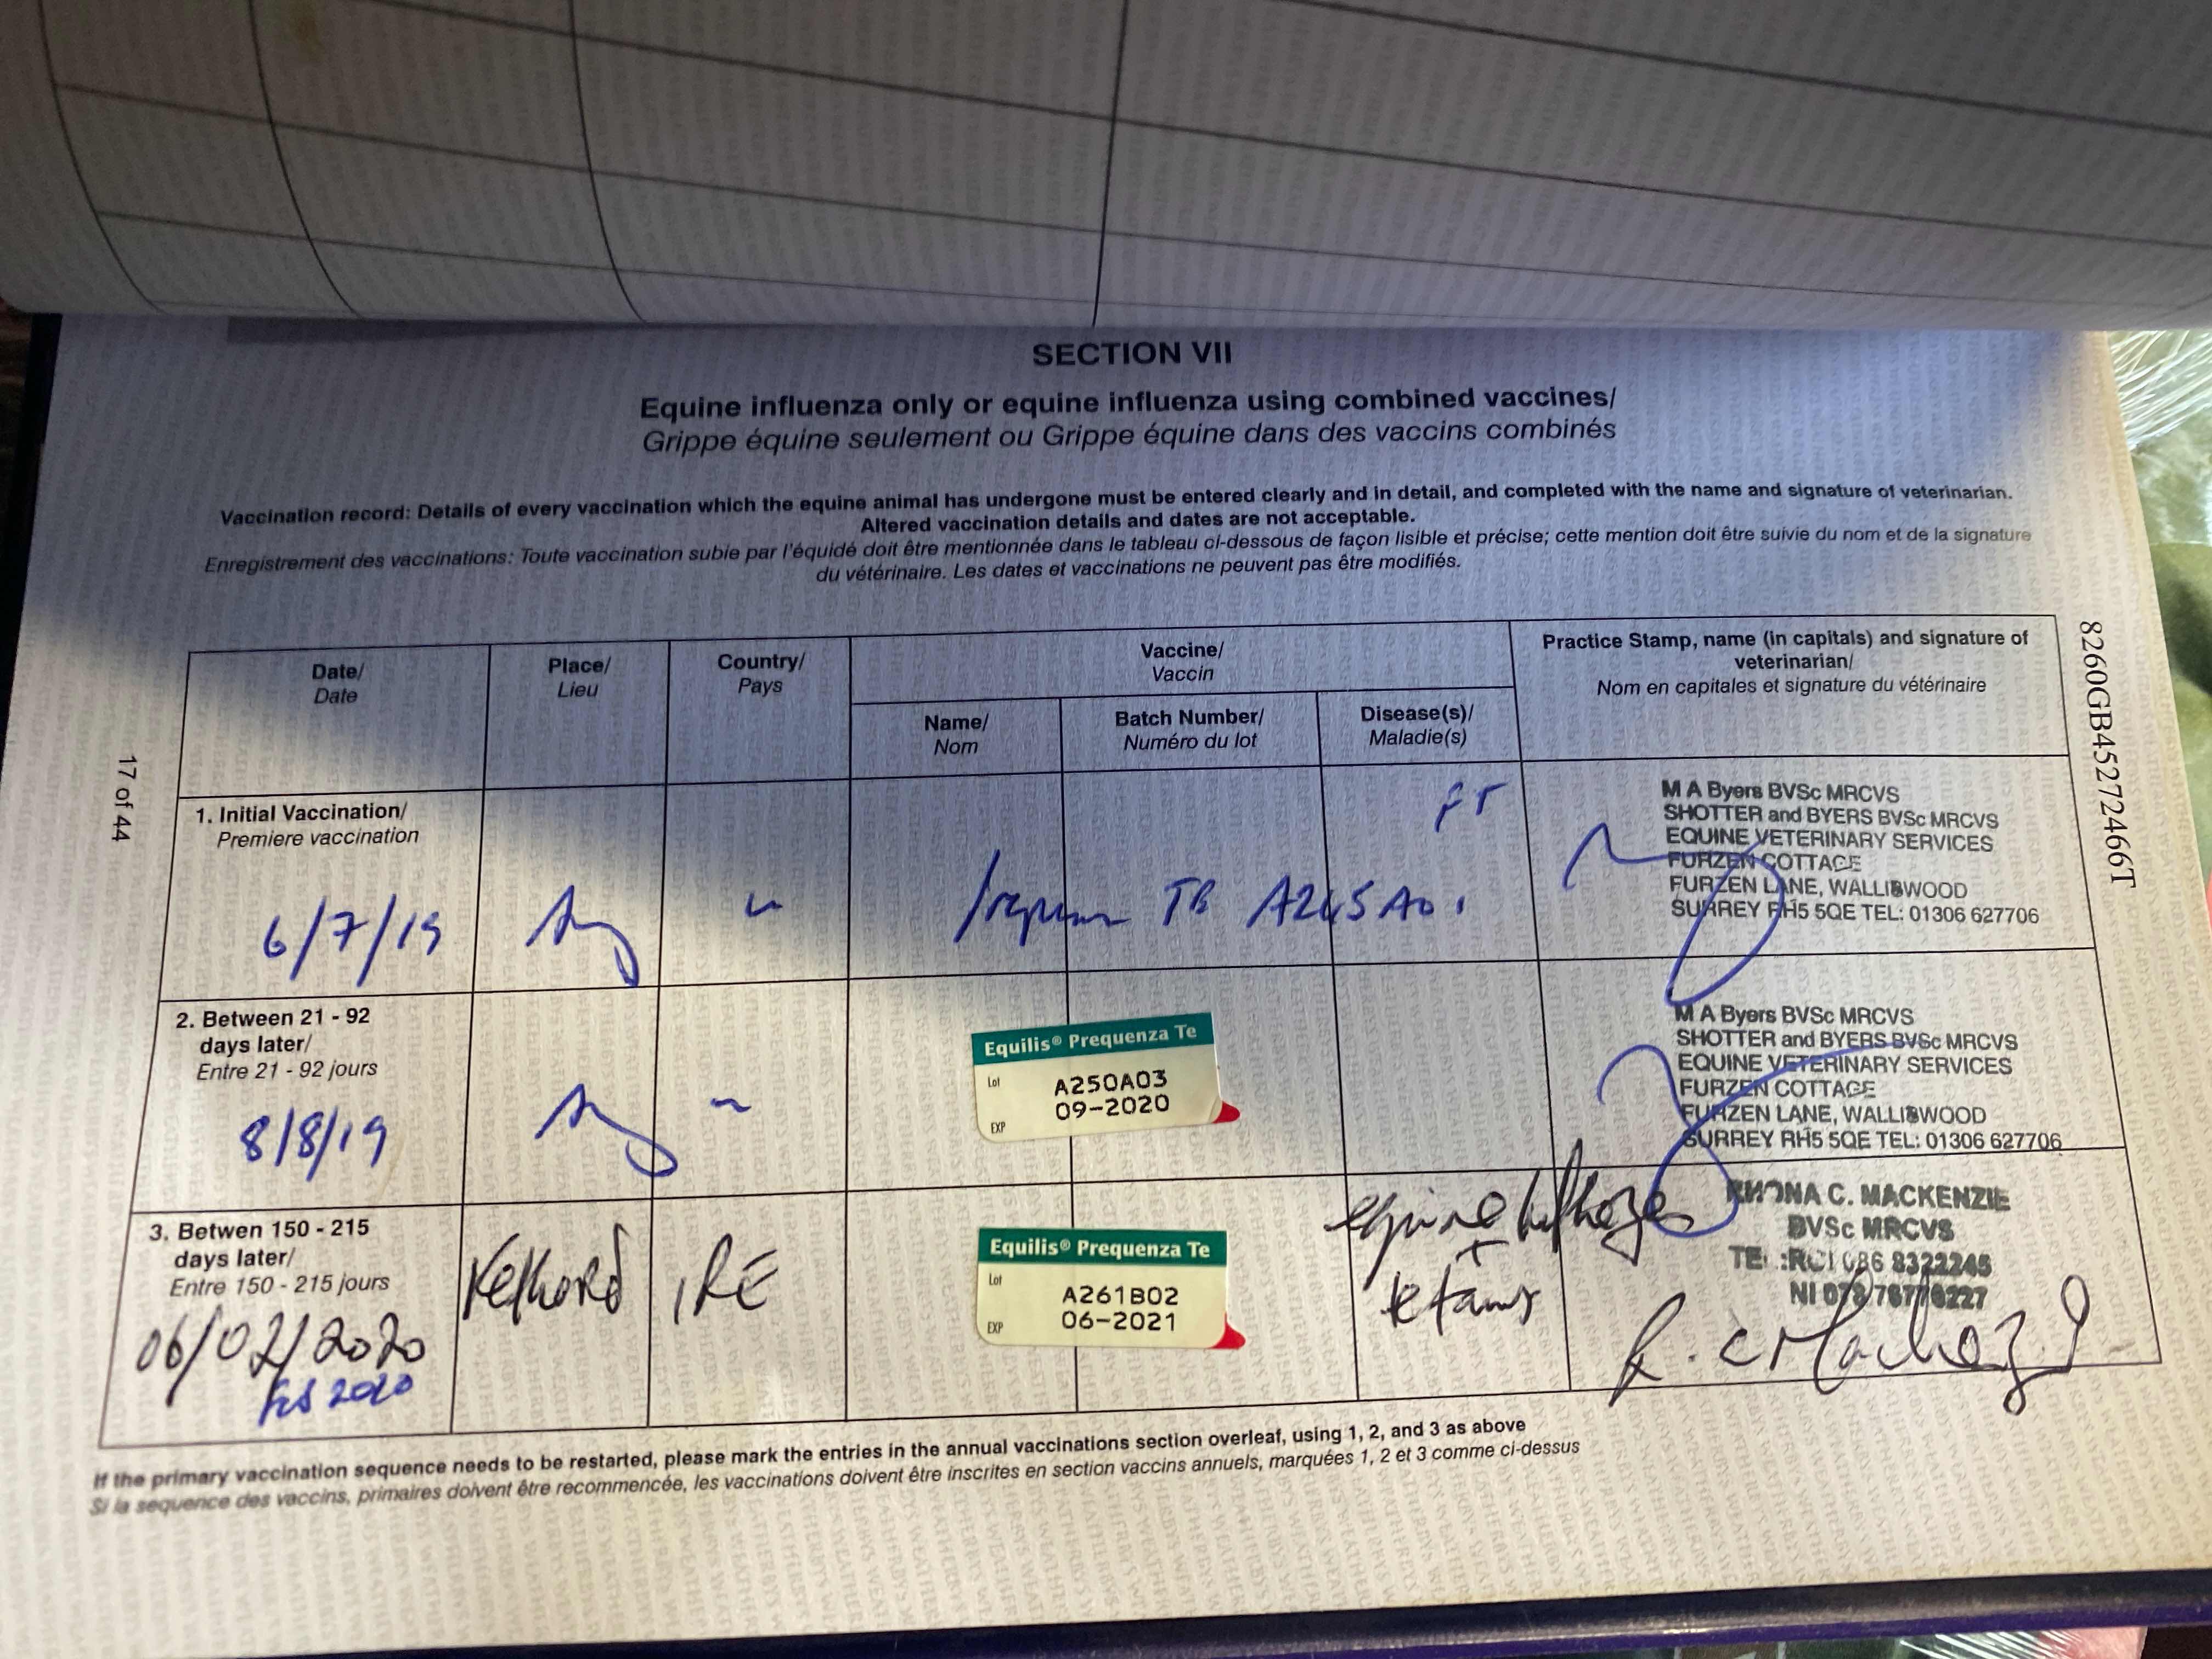 SECTION VII
Equine influenza only or equine influenza using combined vaccines/
Grippe équine seulement ou Grippe équine dans des vaccins combinés
Vaccination record: Details of every vaccination which the equine animal has undergone must be entered clearly and in detail, and completed with the name and signature of veterinarian.
Altered vaccination details and dates are not acceptable.
Enregistrement des vaccinations: Toute vaccination subie par l'équidé doit être mentionnée dans le tableau ci-dessous de façon lisible et précise; cette mention doit être suivie du nom et de la signature
du vétérinaire. Les dates et vaccinations ne peuvent pas être modifiés.
Date/
Date
Place/
Lieu
Country/
Pays
Vaccine/
Vaccin
Name/
Nom
Batch Number/
Numéro du lot
Disease(s)/
Maladie(s)
Practice Stamp, name (in capitals) and signature of
veterinarian/
Nom en capitales et signature du vétérinaire
1. Initial Vaccination/
Premiere vaccination
6/7/19
FT
M A Byers BVSc MRCVS
SHOTTER and BYERS BVSc MRCVS
EQUINE VETERINARY SERVICES
FURZEN COTTAGE
FURZEN LANE, WALLISWOOD
SURREY RH5 5QE TEL: 01306 627706
2. Between 21 - 92
days later/
Entre 21 - 92 jours
8/8/19
Equilis® Prequenza Te
Lot A250A03
EXP 09-2020
M A Byers BVSc MRCVS
SHOTTER and BYERS BVSc MRCVS
EQUINE VETERINARY SERVICES
FURZEN COTTAGE
FURZEN LANE, WALLISWOOD
SURREY RH5 5QE TEL: 01306 627706
3. Betwen 150 - 215
days later/
Entre 150 - 215 jours
06/02/2020
Feb 2020
IRE
Equilis® Prequenza Te
Lot A261B02
EXP 06-2021
equine influenza
+
tetanus
RHONA C. MACKENZIE
BVSc MRCVS
TEL:RCI 086 8322245
R. C Mackenzie
If the primary vaccination sequence needs to be restarted, please mark the entries in the annual vaccinations section overleaf, using 1, 2, and 3 as above
Si la sequence des vaccins, primaires doivent être recommencée, les vaccinations doivent être inscrites en section vaccins annuels, marquées 1, 2 et 3 comme ci-dessus
17 of 44
8260GB45272466T